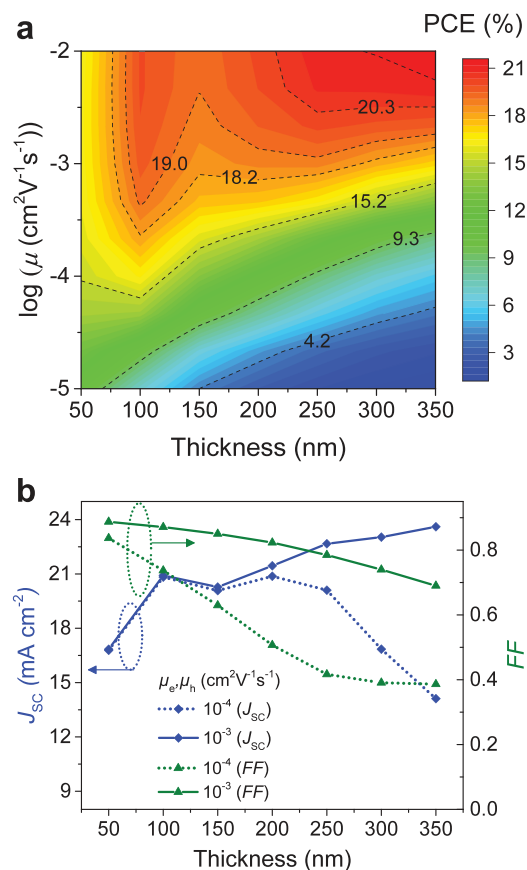 a
PCE (%)
-2
-3
-4
-5
log (μ (cm²V⁻¹s⁻¹))
20.3
19.0
18.2
15.2
9.3
4.2
50 100 150 200 250 300 350
Thickness (nm)
21
18
15
12
9
6
3
b
24
21
18
15
12
9
J_SC (mA cm⁻²)
μ_e,μ_h (cm²V⁻¹s⁻¹)
10⁻⁴ (J_SC)
10⁻³ (J_SC)
10⁻⁴ (FF)
10⁻³ (FF)
0.8
0.6
0.4
0.2
0.0
FF
50 100 150 200 250 300 350
Thickness (nm)